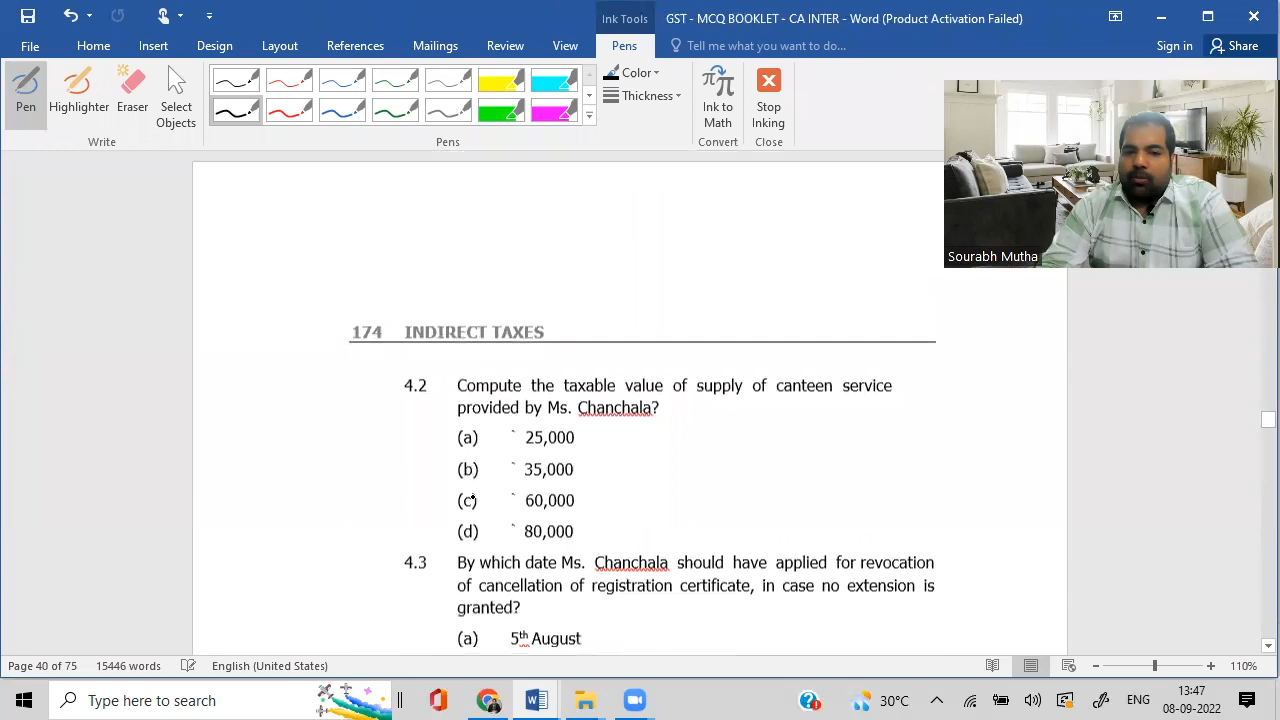 Ink Tools
GST - MCQ BOOKLET - CA INTER - Word (Product Activation Failed)
File
Home
Insert
Design
Layout
References
Mailings
Review
View
Pens
Tell me what you want to do...
Sign in
Share
Pen
Highlighter
Eraser
Select Objects
Color
Thickness
Ink to Math
Stop Inking
Write
Pens
Convert
Close
Sourabh Mutha
174 INDIRECT TAXES
4.2 Compute the taxable value of supply of canteen service
provided by Ms. Chanchala?
(a) ` 25,000
(b) ` 35,000
(c) ` 60,000
(d) ` 80,000
4.3 By which date Ms. Chanchala should have applied for revocation
of cancellation of registration certificate, in case no extension is
granted?
(a) 5th August
Page 40 of 75
15446 words
English (United States)
110%
Type here to search
30°C
ENG
13:47
08-09-2022